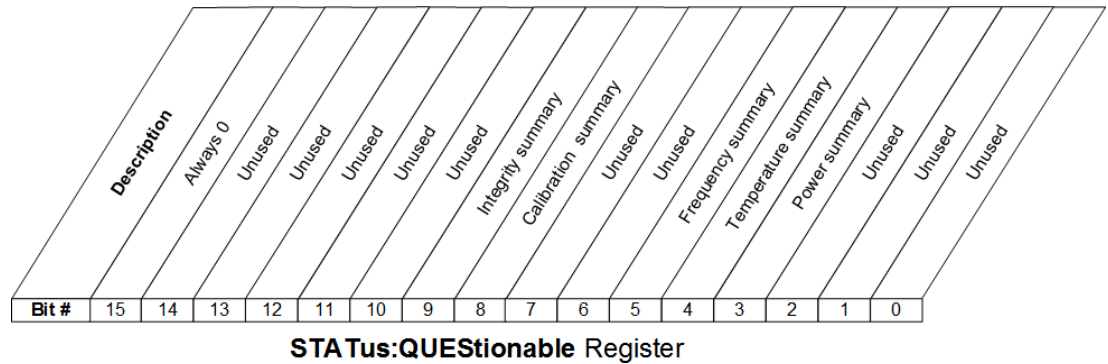 Description
Always 0
Unused
Unused
Unused
Unused
Unused
Integrity summary
Calibration summary
Unused
Unused
Frequency summary
Temperature summary
Power summary
Unused
Unused
Unused
Bit # 15 14 13 12 11 10 9 8 7 6 5 4 3 2 1 0
STATus:QUEStionable Register